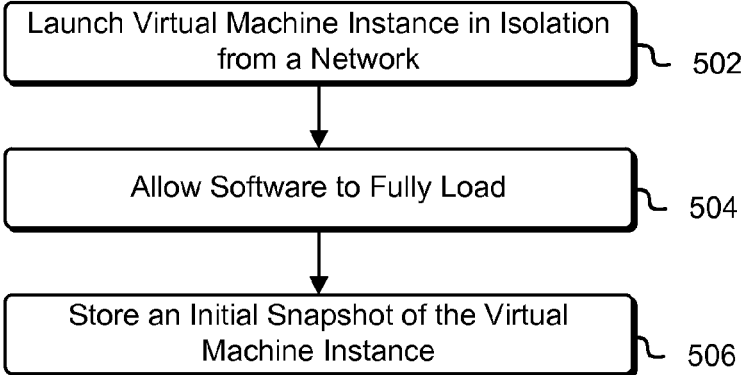 Launch Virtual Machine Instance in Isolation
from a Network
502
Allow Software to Fully Load
504
Store an Initial Snapshot of the Virtual
Machine Instance
506